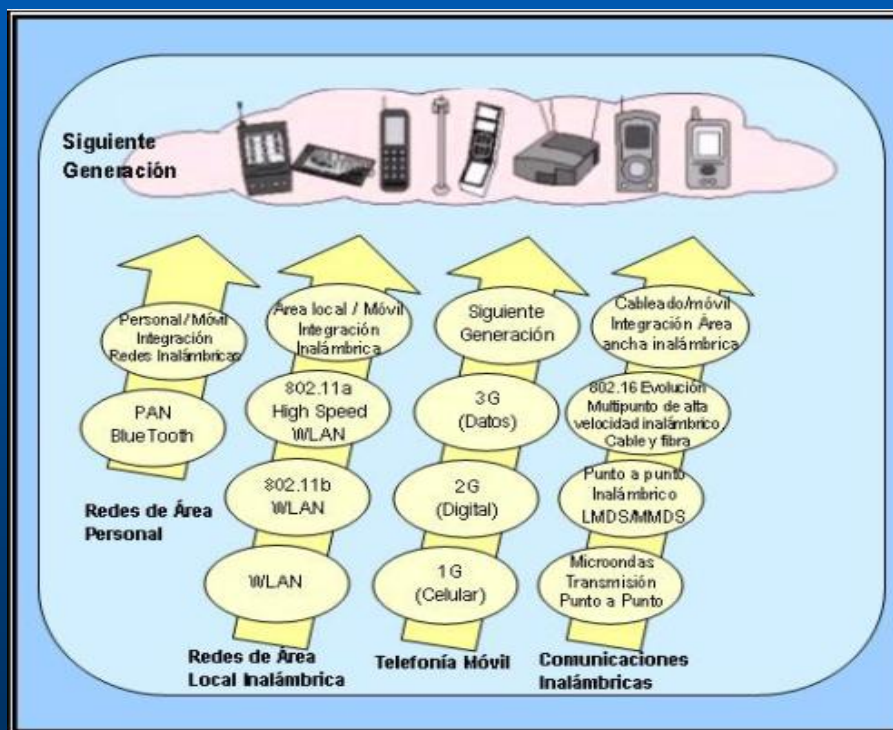 Siguiente
Generación
Personal/Móvil
Integración
Redes Inalámbricas
PAN
BlueTooth
Redes de Área
Personal
Área local / Móvil
Integración
Inalámbrica
802.11a
High Speed
WLAN
802.11b
WLAN
WLAN
Redes de Área
Local Inalámbrica
Siguiente
Generación
3G
(Datos)
2G
(Digital)
1G
(Celular)
Telefonía Móvil
Cableado/móvil
Integración Área
ancha inalámbrica
802.16 Evolución
Multipunto de alta
velocidad inalámbrico,
Cable y fibra
Punto a punto
Inalámbrico
LMDS/MMDS
Microondas
Transmisión
Punto a Punto
Comunicaciones
Inalámbricas